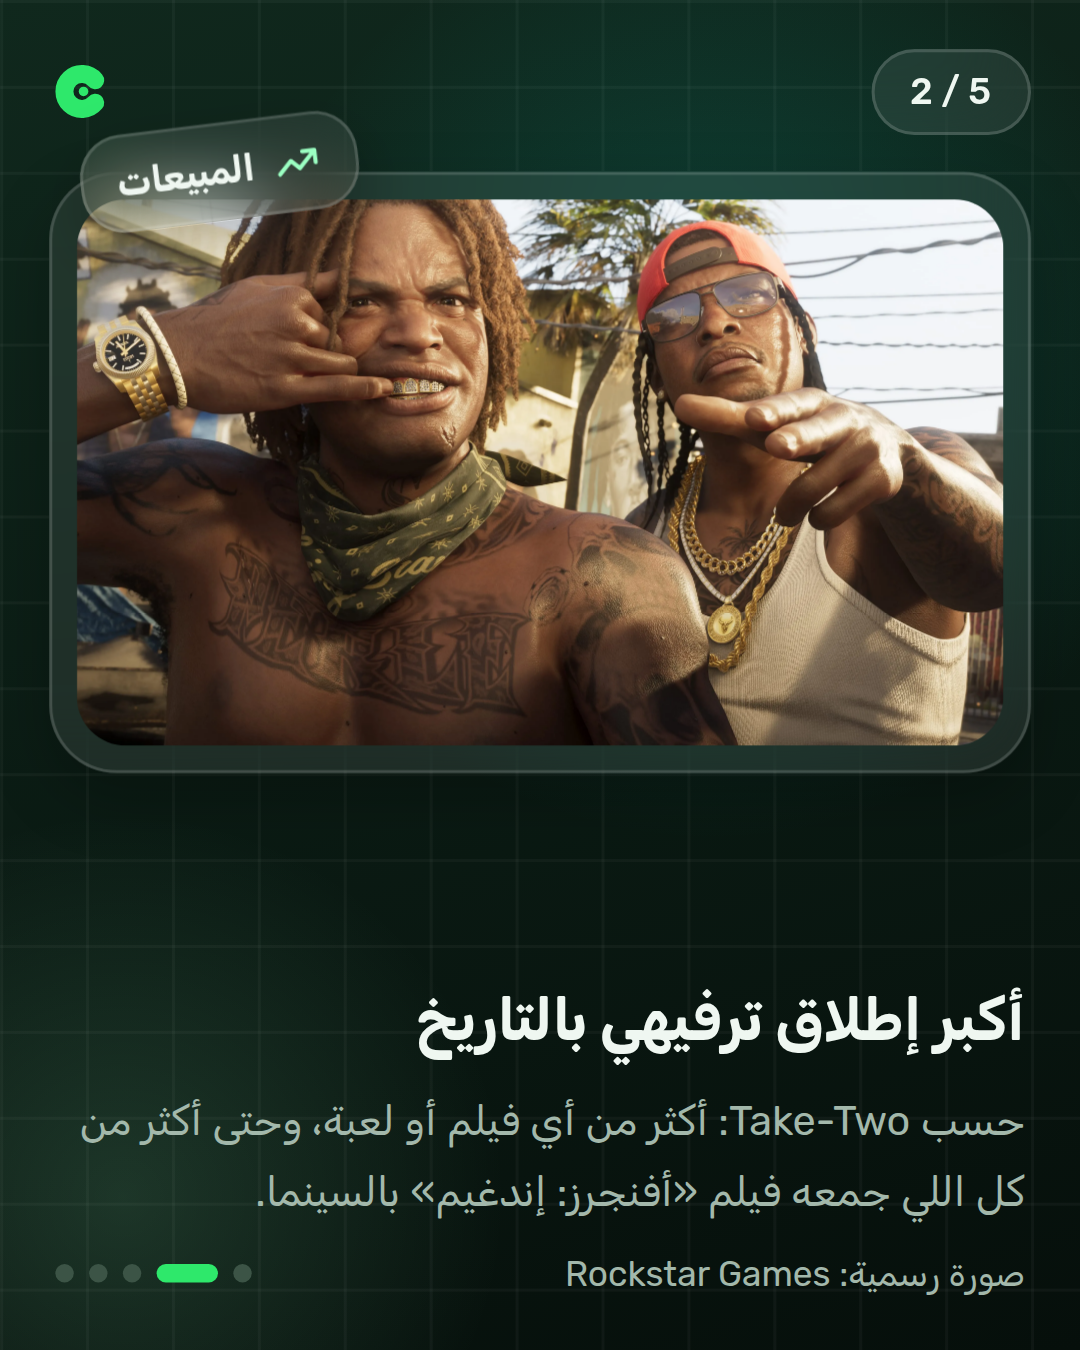 2 / 5
المبيعات
Scar
أكبر إطلاق ترفيهي بالتاريخ
حسب Take-Two: أكثر من أي فيلم أو لعبة، وحتى أكثر من
كل اللي جمعه فيلم «أفنجرز: إندغيم» بالسينما.
صورة رسمية: Rockstar Games